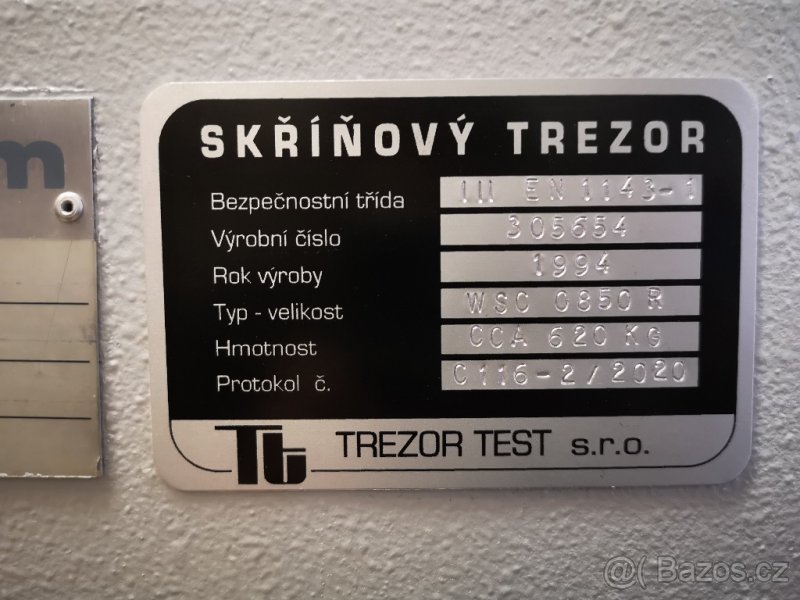 m
SKŘÍŇOVÝ TREZOR
Bezpečnostní třída III EN 1143-1
Výrobní číslo 305654
Rok výroby 1994
Typ - velikost WSC 0850 R
Hmotnost CCA 620 KG
Protokol č. C116-2/2020
Tt TREZOR TEST s.r.o.
Bazos.cz